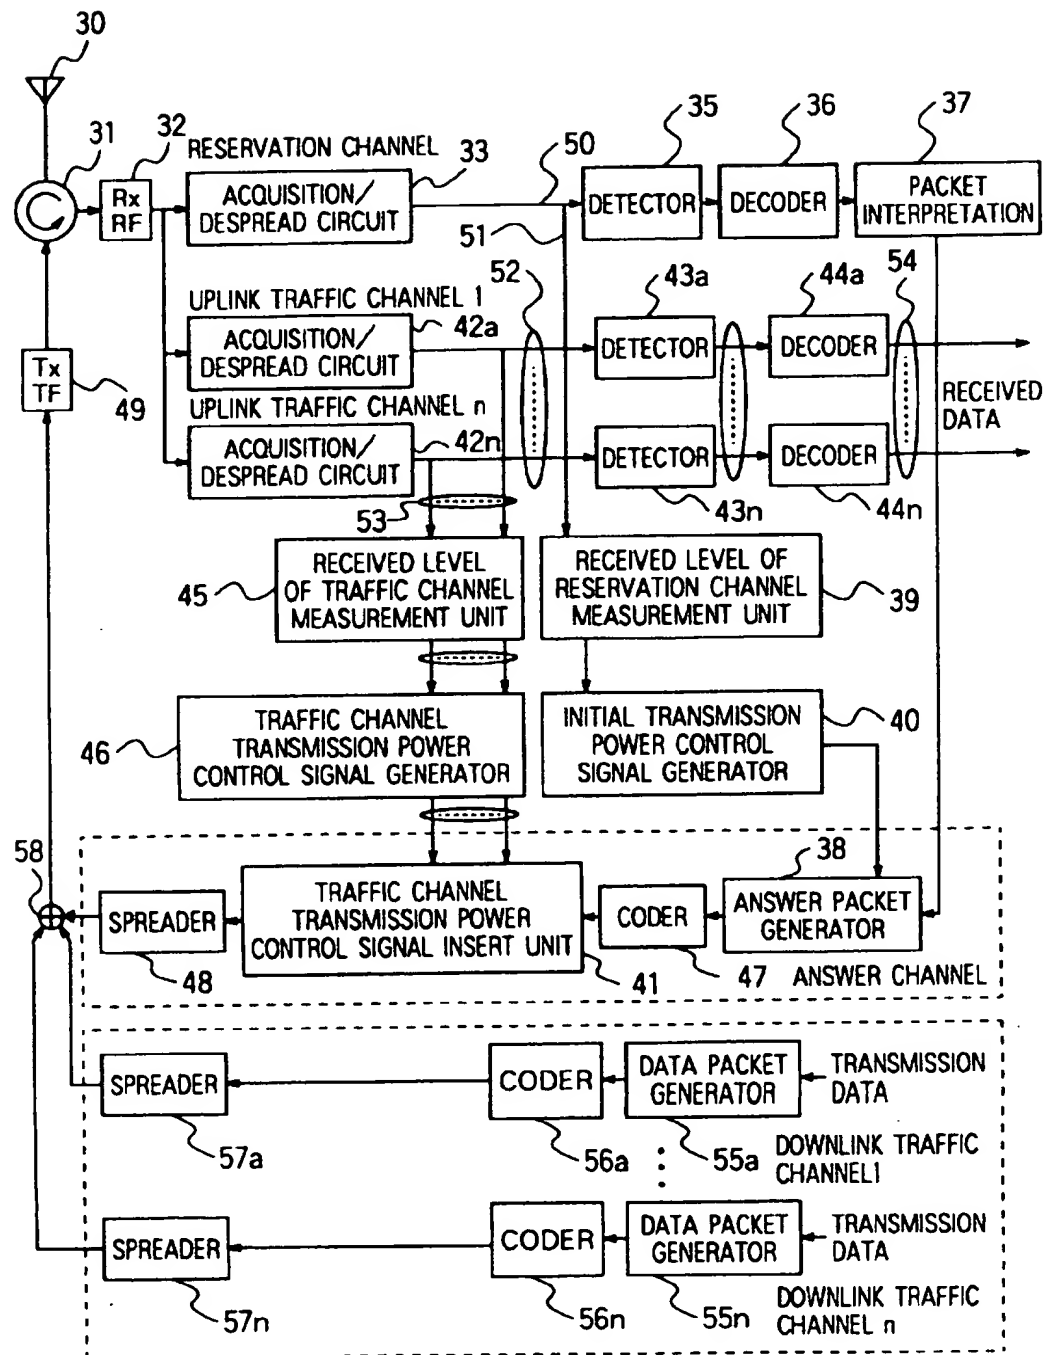 30
31
32
RESERVATION CHANNEL
33
50
35
36
37
Rx
RF
ACQUISITION/
DESPREAD CIRCUIT
DETECTOR
DECODER
PACKET
INTERPRETATION
51
52
UPLINK TRAFFIC CHANNEL 1
42a
43a
44a
54
ACQUISITION/
DESPREAD CIRCUIT
DETECTOR
DECODER
Tx
TF
49
UPLINK TRAFFIC CHANNEL n
42n
RECEIVED
DATA
ACQUISITION/
DESPREAD CIRCUIT
DETECTOR
DECODER
53
43n
44n
45
RECEIVED LEVEL
OF TRAFFIC CHANNEL
MEASUREMENT UNIT
RECEIVED LEVEL OF
RESERVATION CHANNEL
MEASUREMENT UNIT
39
46
TRAFFIC CHANNEL
TRANSMISSION POWER
CONTROL SIGNAL GENERATOR
INITIAL TRANSMISSION
POWER CONTROL
SIGNAL GENERATOR
40
58
38
SPREADER
TRAFFIC CHANNEL
TRANSMISSION POWER
CONTROL SIGNAL INSERT UNIT
CODER
ANSWER PACKET
GENERATOR
48
41
47
ANSWER CHANNEL
SPREADER
CODER
DATA PACKET
GENERATOR
TRANSMISSION
DATA
57a
56a
55a
DOWNLINK TRAFFIC
CHANNEL1
SPREADER
CODER
DATA PACKET
GENERATOR
TRANSMISSION
DATA
57n
56n
55n
DOWNLINK TRAFFIC
CHANNEL n